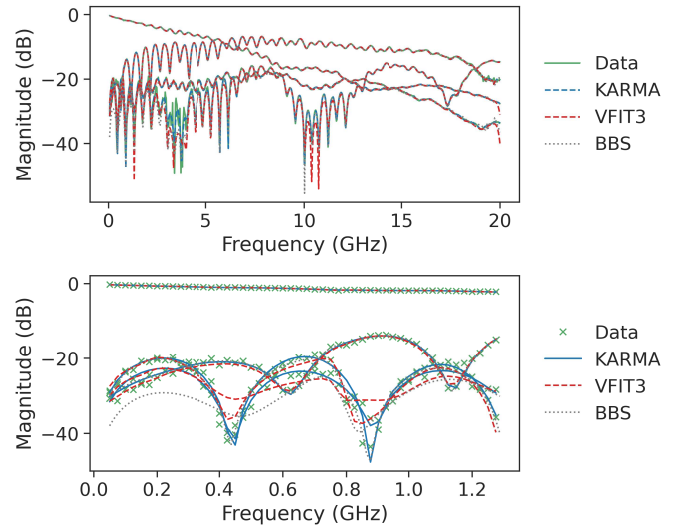 0
−20
−40
Magnitude (dB)
0
5
10
15
20
Frequency (GHz)
Data
KARMA
VFIT3
BBS
0
−20
−40
Magnitude (dB)
0.0
0.2
0.4
0.6
0.8
1.0
1.2
Frequency (GHz)
Data
KARMA
VFIT3
BBS